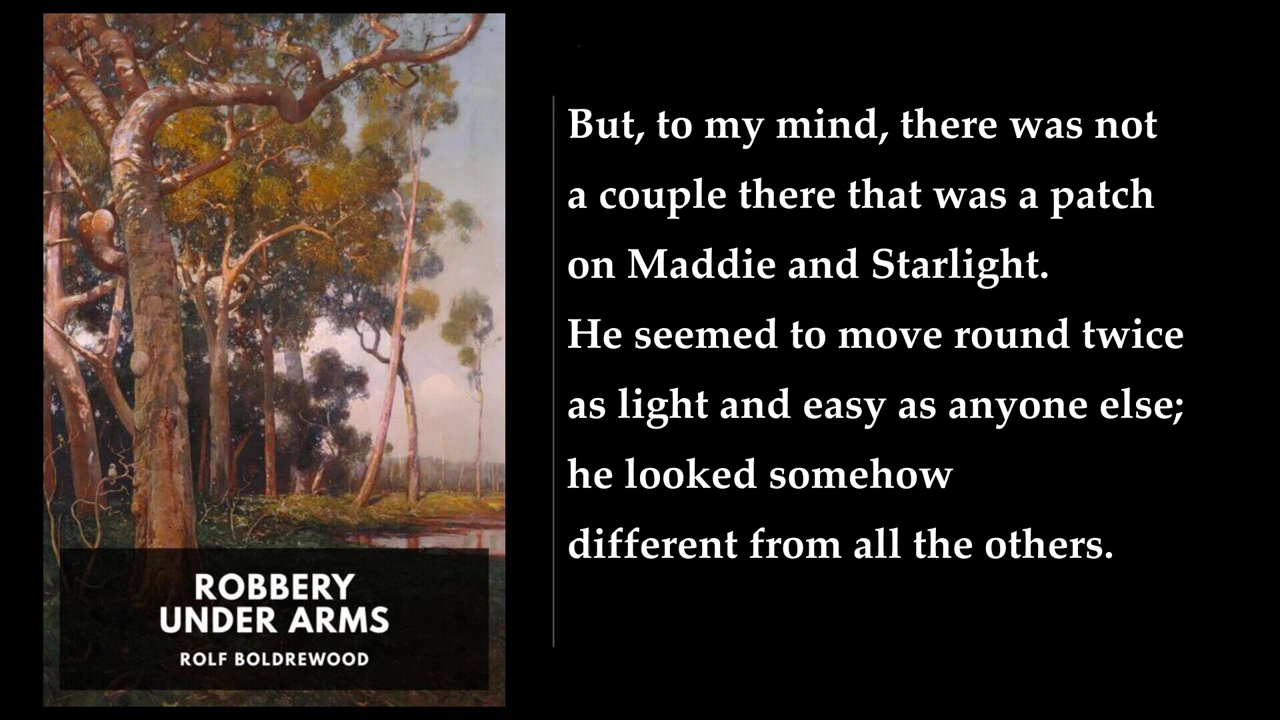 ROBBERY
UNDER ARMS
ROLF BOLDREWOOD
But, to my mind, there was not
a couple there that was a patch
on Maddie and Starlight.
He seemed to move round twice
as light and easy as anyone else;
he looked somehow
different from all the others.